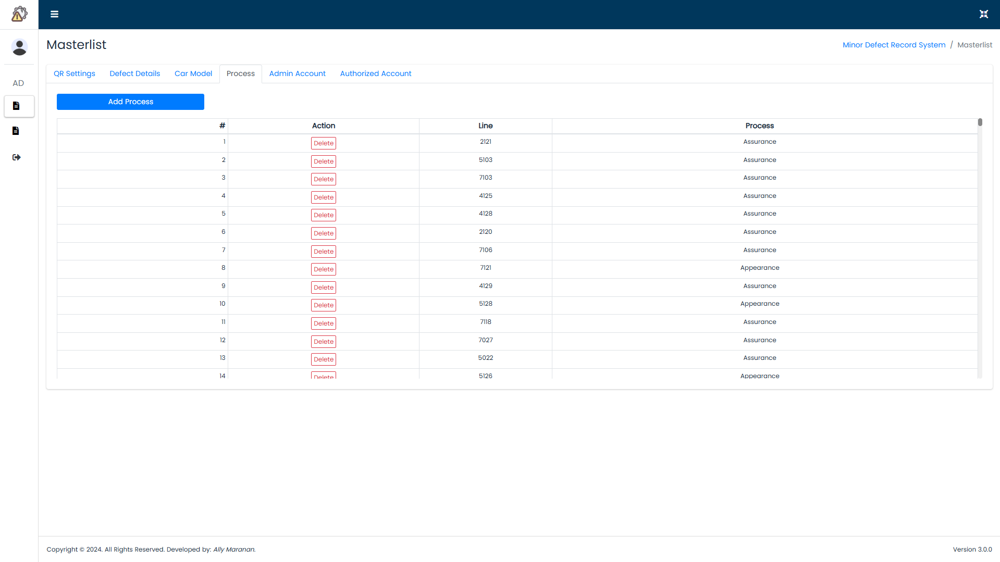 Masterlist
Minor Defect Record System / Masterlist
QR Settings Defect Details Car Model Process Admin Account Authorized Account
AD
Add Process
# Action Line Process
1 Delete 2121 Assurance
2 Delete 5103 Assurance
3 Delete 7103 Assurance
4 Delete 4125 Assurance
5 Delete 4128 Assurance
6 Delete 2120 Assurance
7 Delete 7106 Assurance
8 Delete 7121 Appearance
9 Delete 4129 Assurance
10 Delete 5128 Appearance
11 Delete 7118 Assurance
12 Delete 7027 Assurance
13 Delete 5022 Assurance
14 Delete 5126 Appearance
Copyright © 2024. All Rights Reserved. Developed by: Ally Maranan.
Version 3.0.0